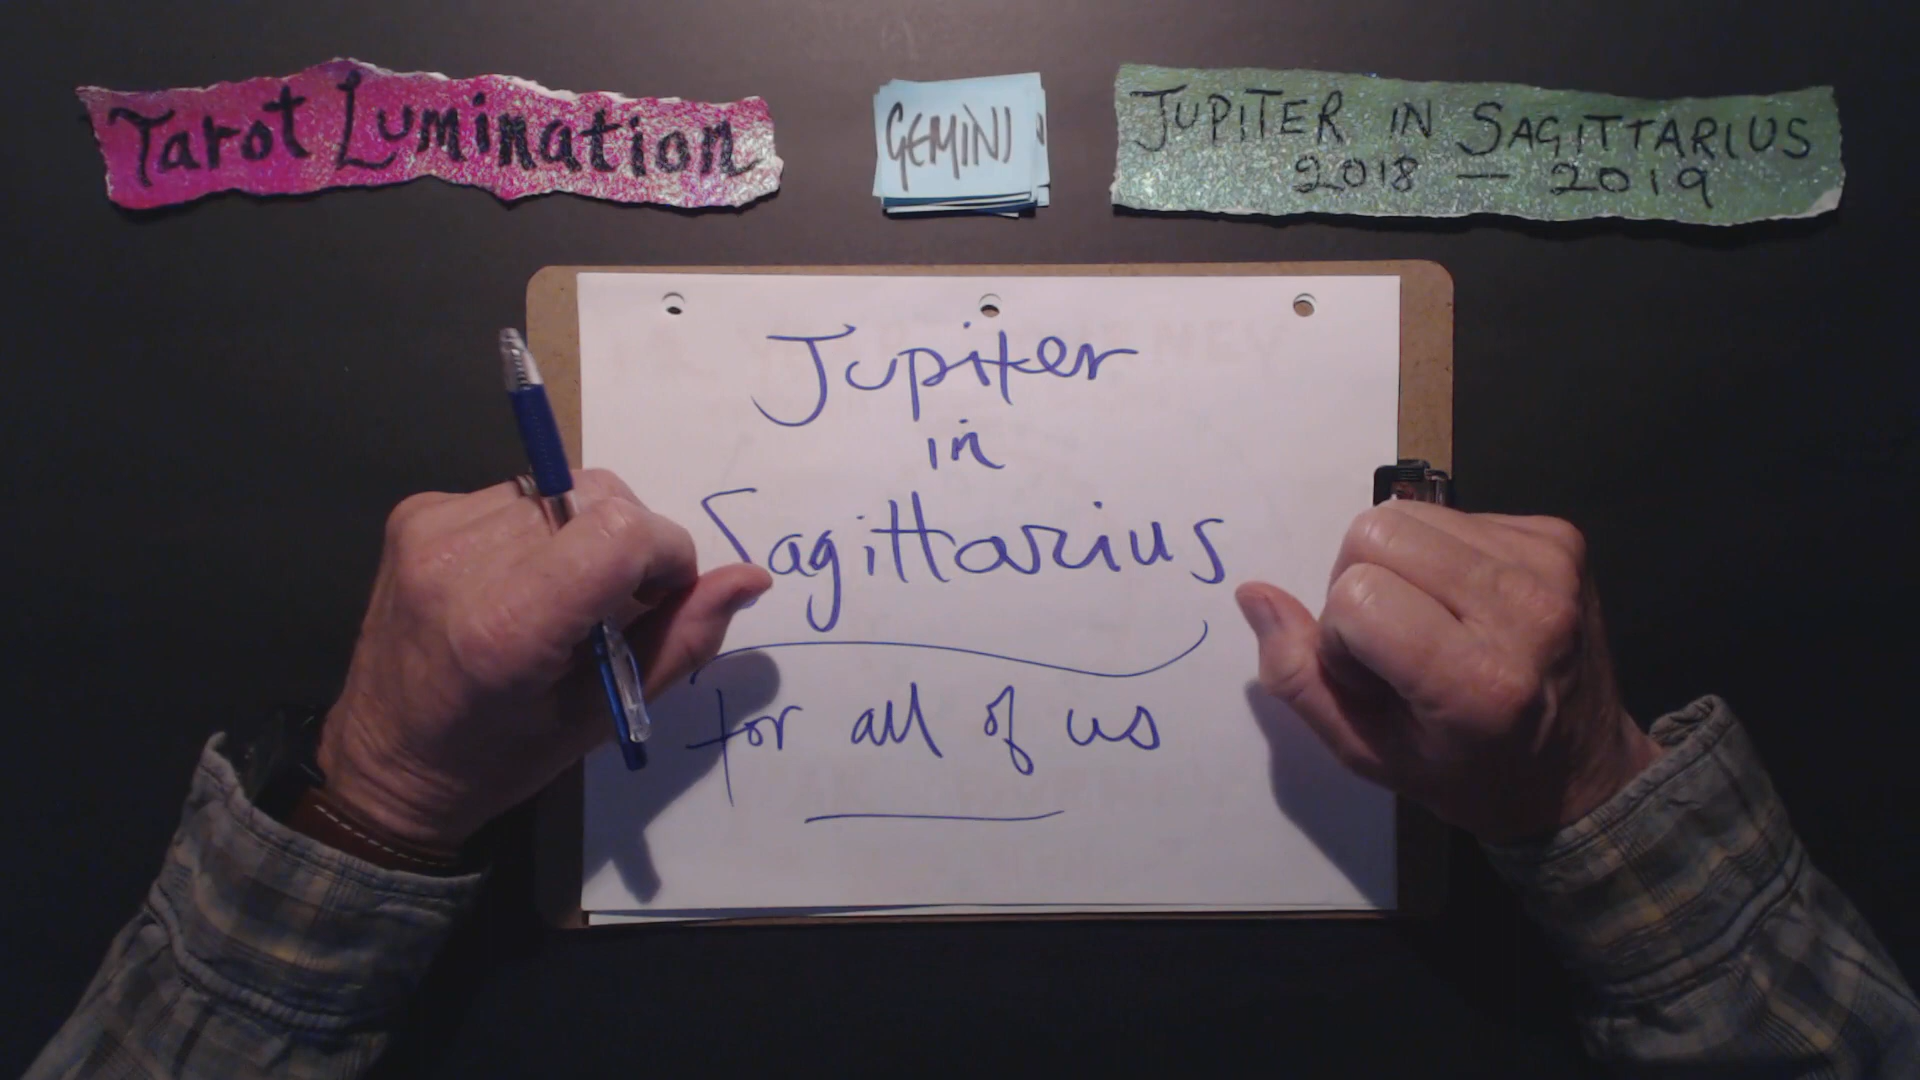 Tarot Lumination
GEMINI
JUPITER IN SAGITTARIUS
2018 — 2019
Jupiter
in
Sagittarius
for all of us